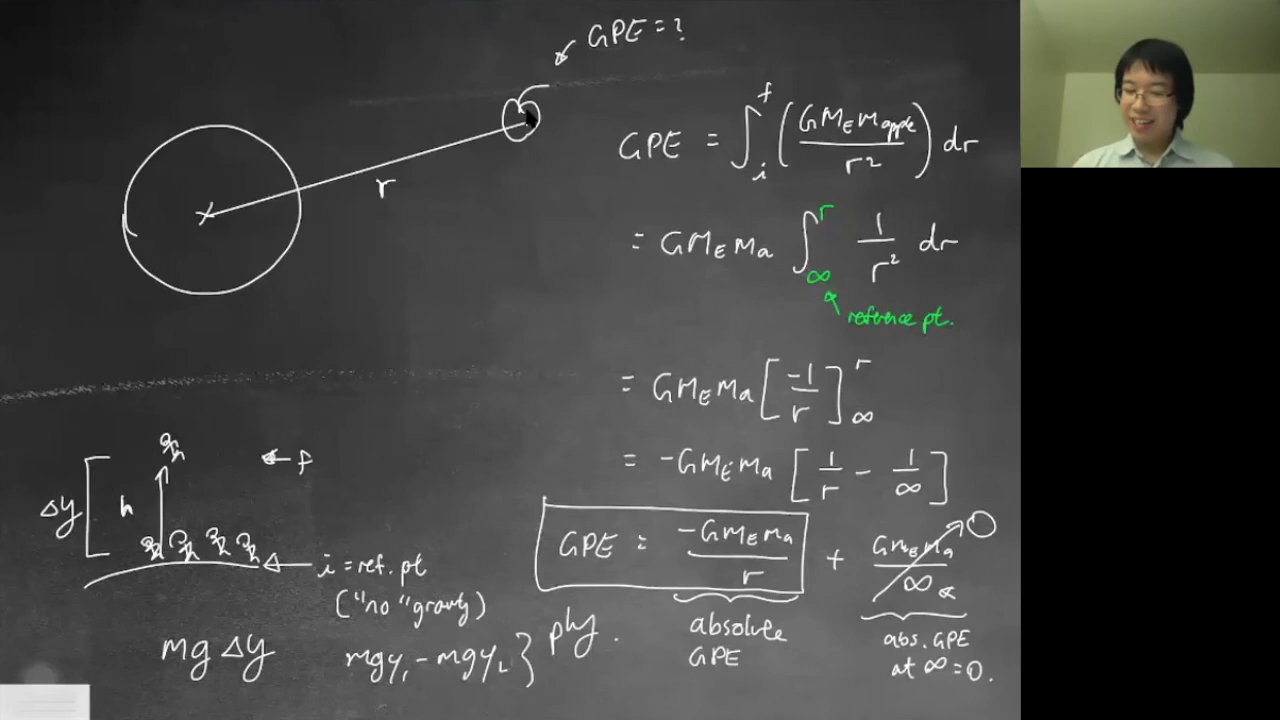 GPE = ?
r
GPE = ∫ᵢᶠ (GM_E m_apple / r²) dr
= GM_E m_a ∫_∞^r 1/r² dr
reference pt.
= GM_E m_a [-1/r]_∞^r
= -GM_E m_a [1/r - 1/∞]
GPE = -GM_E m_a / r + GM_E m_a / ∞ 0
absolute
GPE
abs. GPE
at ∞ = 0.
Δy
h
f
i = ref. pt
("no" gravity)
mg Δy
mgy₁ - mgy₂ } phy.